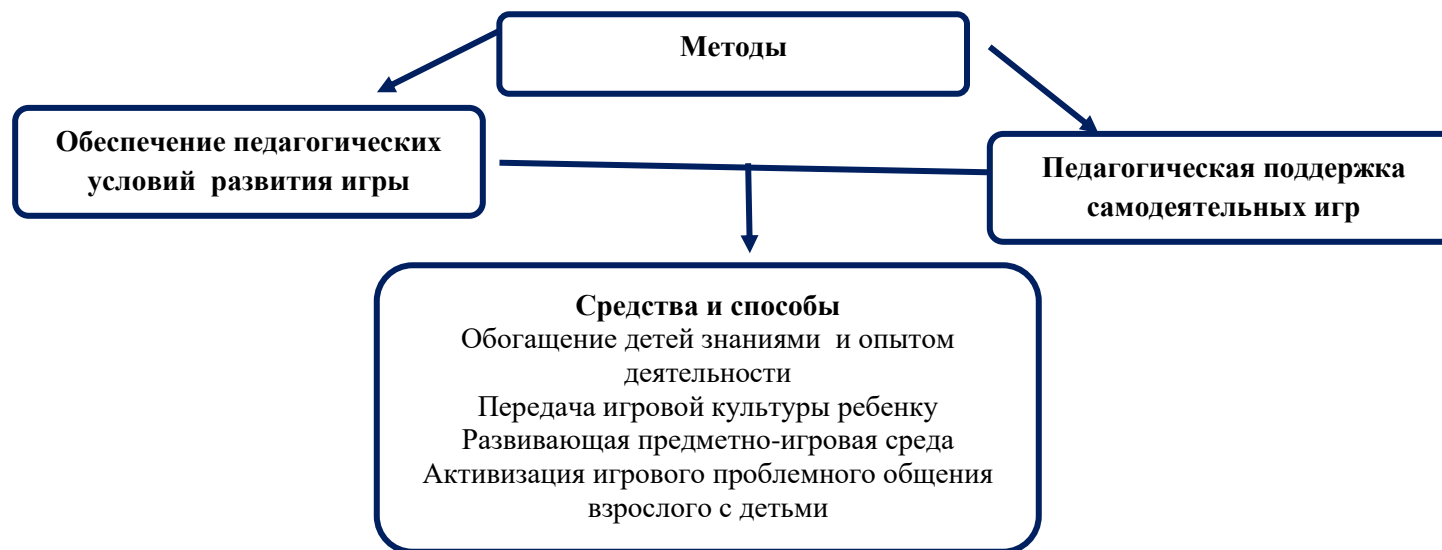 Методы
Обеспечение педагогических
условий  развития игры
Педагогическая поддержка
самодеятельных игр
Средства и способы
Обогащение детей знаниями  и опытом
деятельности
Передача игровой культуры ребенку
Развивающая предметно-игровая среда
Активизация игрового проблемного общения
взрослого с детьми